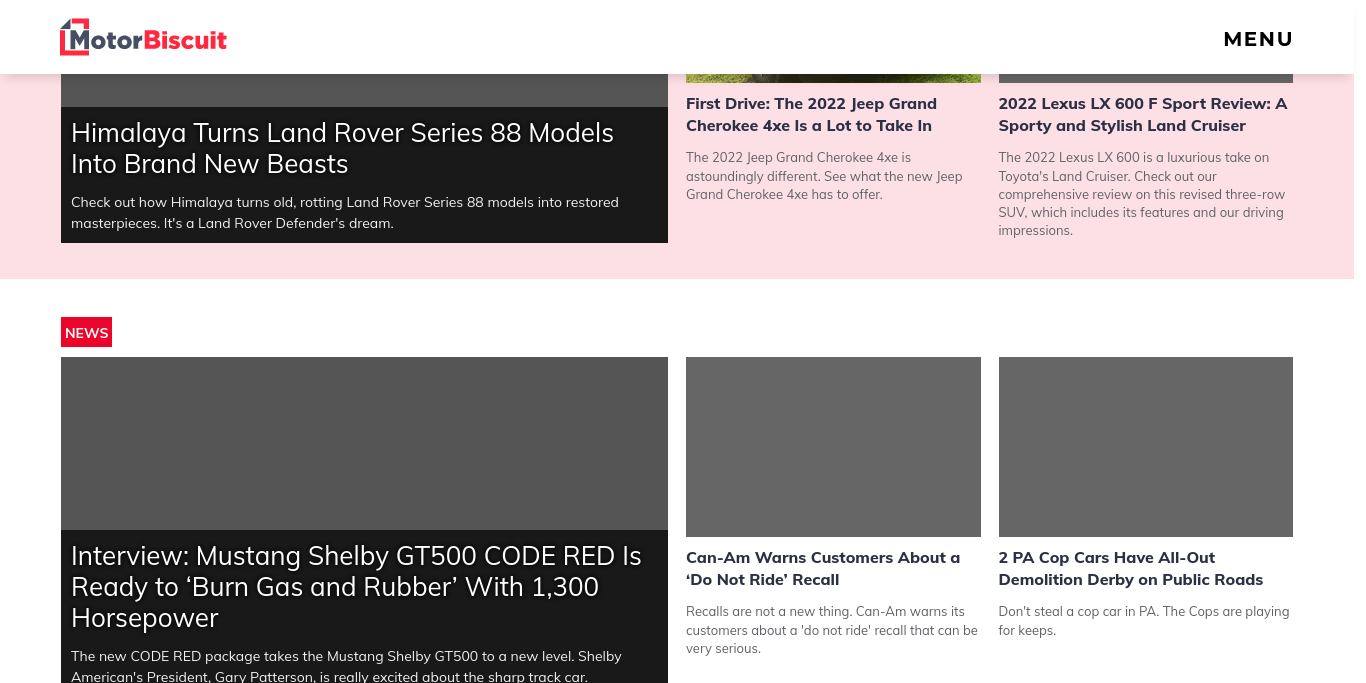 MotorBiscuit
MENU
Himalaya Turns Land Rover Series 88 Models
Into Brand New Beasts
Check out how Himalaya turns old, rotting Land Rover Series 88 models into restored
masterpieces. It's a Land Rover Defender's dream.
First Drive: The 2022 Jeep Grand
Cherokee 4xe Is a Lot to Take In
The 2022 Jeep Grand Cherokee 4xe is
astoundingly different. See what the new Jeep
Grand Cherokee 4xe has to offer.
2022 Lexus LX 600 F Sport Review: A
Sporty and Stylish Land Cruiser
The 2022 Lexus LX 600 is a luxurious take on
Toyota's Land Cruiser. Check out our
comprehensive review on this revised three-row
SUV, which includes its features and our driving
impressions.
NEWS
Interview: Mustang Shelby GT500 CODE RED Is
Ready to ‘Burn Gas and Rubber’ With 1,300
Horsepower
The new CODE RED package takes the Mustang Shelby GT500 to a new level. Shelby
American's President, Gary Patterson, is really excited about the sharp track car.
Can-Am Warns Customers About a
‘Do Not Ride’ Recall
Recalls are not a new thing. Can-Am warns its
customers about a 'do not ride' recall that can be
very serious.
2 PA Cop Cars Have All-Out
Demolition Derby on Public Roads
Don't steal a cop car in PA. The Cops are playing
for keeps.